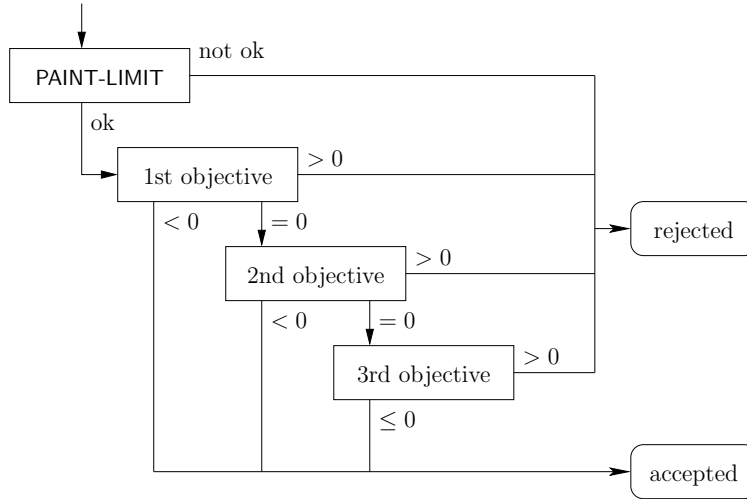 not ok
PAINT-LIMIT
ok
> 0
1st objective
< 0
= 0
rejected
> 0
2nd objective
< 0
= 0
> 0
3rd objective
≤ 0
accepted